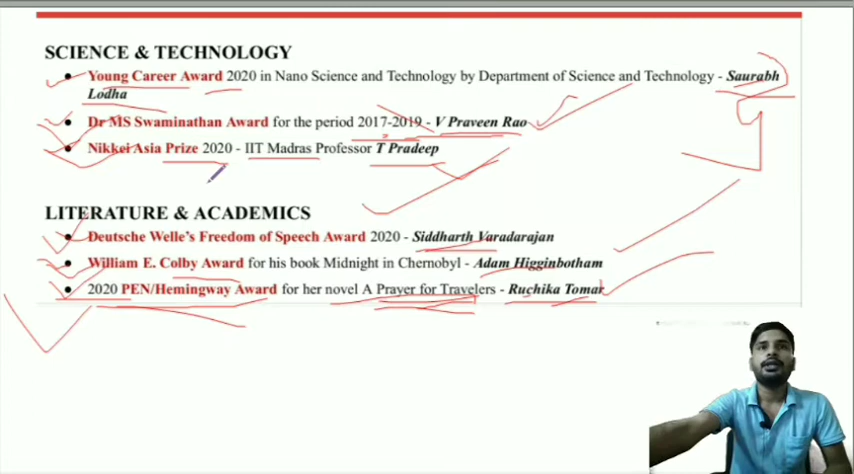 SCIENCE & TECHNOLOGY
• Young Career Award 2020 in Nano Science and Technology by Department of Science and Technology - Saurabh
Lodha
• Dr MS Swaminathan Award for the period 2017-2019 - V Praveen Rao
• Nikkei Asia Prize 2020 - IIT Madras Professor T Pradeep
LITERATURE & ACADEMICS
• Deutsche Welle's Freedom of Speech Award 2020 - Siddharth Varadarajan
• William E. Colby Award for his book Midnight in Chernobyl - Adam Higginbotham
• 2020 PEN/Hemingway Award for her novel A Prayer for Travelers - Ruchika Tomar